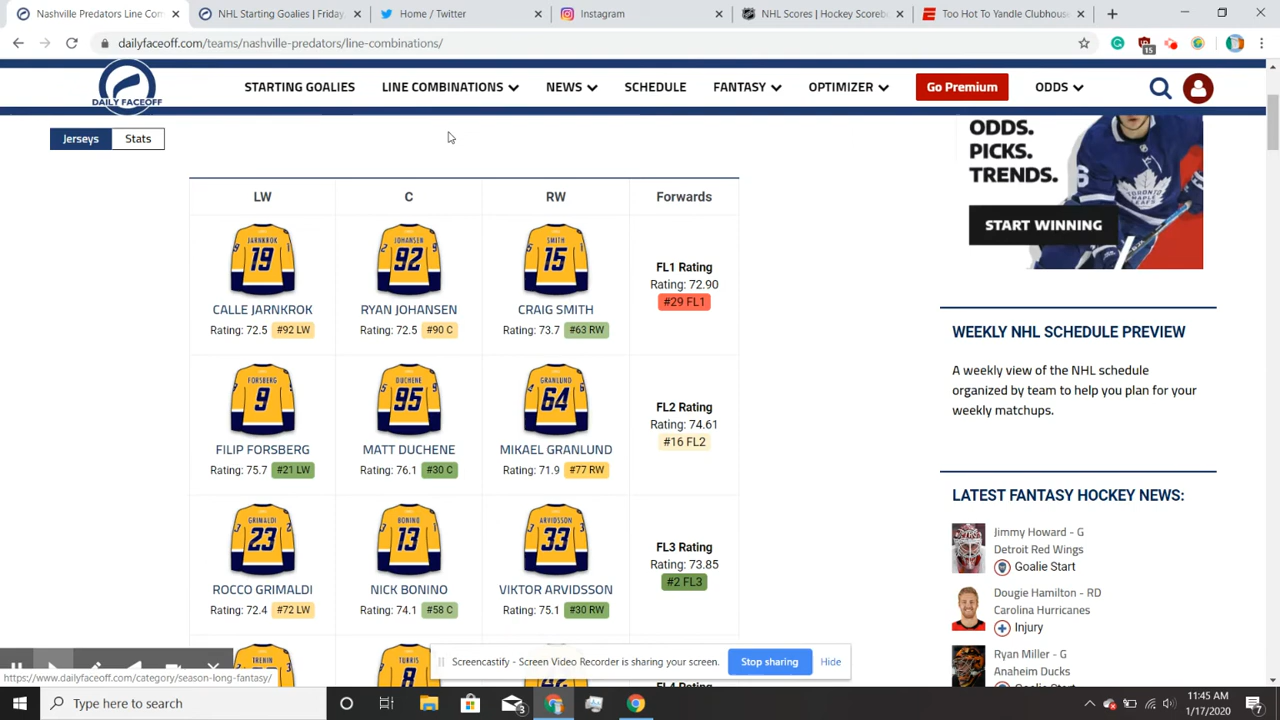 Nashville Predators Line Com
NHL Starting Goalies | Friday,
Home / Twitter
Instagram
NHL Scores | Hockey Scoreb
Too Hot To Yandle Clubhous
dailyfaceoff.com/teams/nashville-predators/line-combinations/
15
DAILY FACEOFF
STARTING GOALIES
LINE COMBINATIONS
NEWS
SCHEDULE
FANTASY
OPTIMIZER
Go Premium
ODDS
Jerseys
Stats
ODDS.
PICKS.
TRENDS.
START WINNING
LW
C
RW
Forwards
JARNKROK
19
CALLE JARNKROK
Rating: 72.5 #92 LW
JOHANSEN
92
RYAN JOHANSEN
Rating: 72.5 #90 C
SMITH
15
CRAIG SMITH
Rating: 73.7 #63 RW
FL1 Rating
Rating: 72.90
#29 FL1
FORSBERG
9
FILIP FORSBERG
Rating: 75.7 #21 LW
DUCHENE
95
MATT DUCHENE
Rating: 76.1 #30 C
GRANLUND
64
MIKAEL GRANLUND
Rating: 71.9 #77 RW
FL2 Rating
Rating: 74.61
#16 FL2
GRIMALDI
23
ROCCO GRIMALDI
Rating: 72.4 #72 LW
BONINO
13
NICK BONINO
Rating: 74.1 #58 C
ARVIDSSON
33
VIKTOR ARVIDSSON
Rating: 75.1 #30 RW
FL3 Rating
Rating: 73.85
#2 FL3
TRENIN
TURRIS
8
WEEKLY NHL SCHEDULE PREVIEW
A weekly view of the NHL schedule
organized by team to help you plan for your
weekly matchups.
LATEST FANTASY HOCKEY NEWS:
Jimmy Howard - G
Detroit Red Wings
Goalie Start
Dougie Hamilton - RD
Carolina Hurricanes
Injury
Ryan Miller - G
Anaheim Ducks
Screencastify - Screen Video Recorder is sharing your screen.
Stop sharing
Hide
https://www.dailyfaceoff.com/category/season-long-fantasy/
Type here to search
3
11:45 AM
1/17/2020
7